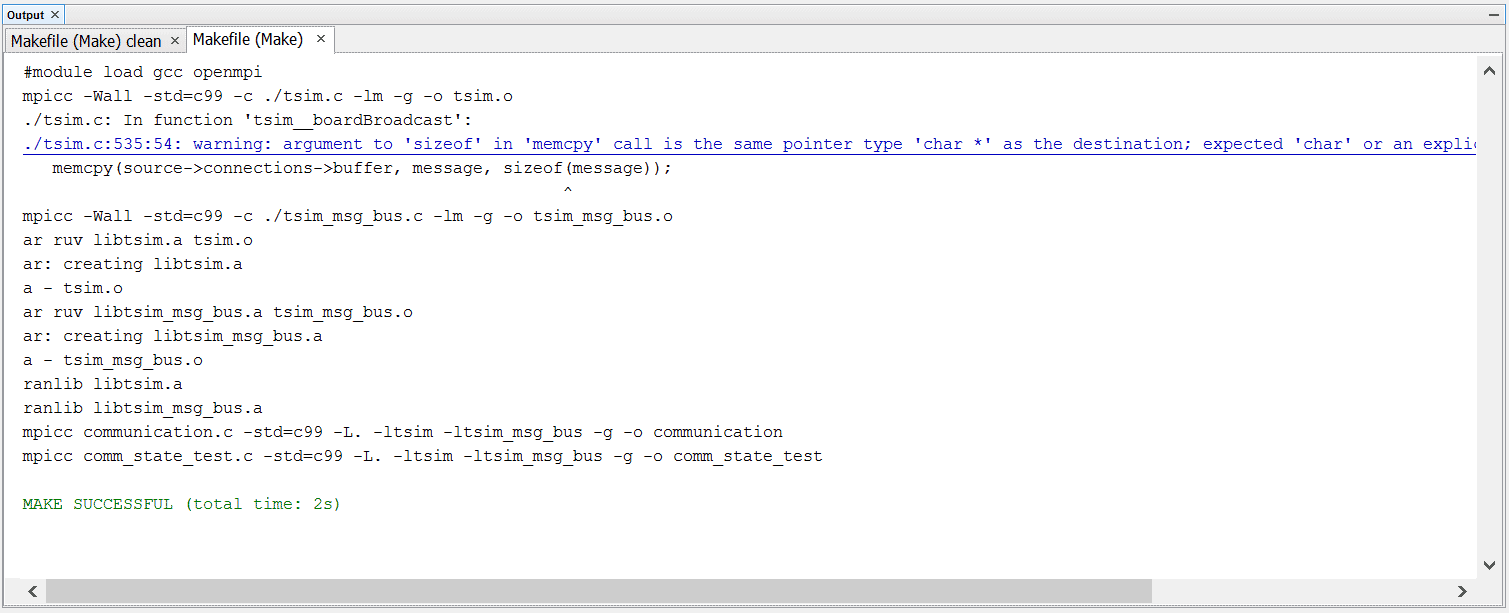 Output
Makefile (Make) clean Makefile (Make)
#module load gcc openmpi
mpicc -Wall -std=c99 -c ./tsim.c -lm -g -o tsim.o
./tsim.c: In function 'tsim__boardBroadcast':
./tsim.c:535:54: warning: argument to 'sizeof' in 'memcpy' call is the same pointer type 'char *' as the destination; expected 'char' or an explic
memcpy(source->connections->buffer, message, sizeof(message));
^
mpicc -Wall -std=c99 -c ./tsim_msg_bus.c -lm -g -o tsim_msg_bus.o
ar ruv libtsim.a tsim.o
ar: creating libtsim.a
a - tsim.o
ar ruv libtsim_msg_bus.a tsim_msg_bus.o
ar: creating libtsim_msg_bus.a
a - tsim_msg_bus.o
ranlib libtsim.a
ranlib libtsim_msg_bus.a
mpicc communication.c -std=c99 -L. -ltsim -ltsim_msg_bus -g -o communication
mpicc comm_state_test.c -std=c99 -L. -ltsim -ltsim_msg_bus -g -o comm_state_test
MAKE SUCCESSFUL (total time: 2s)